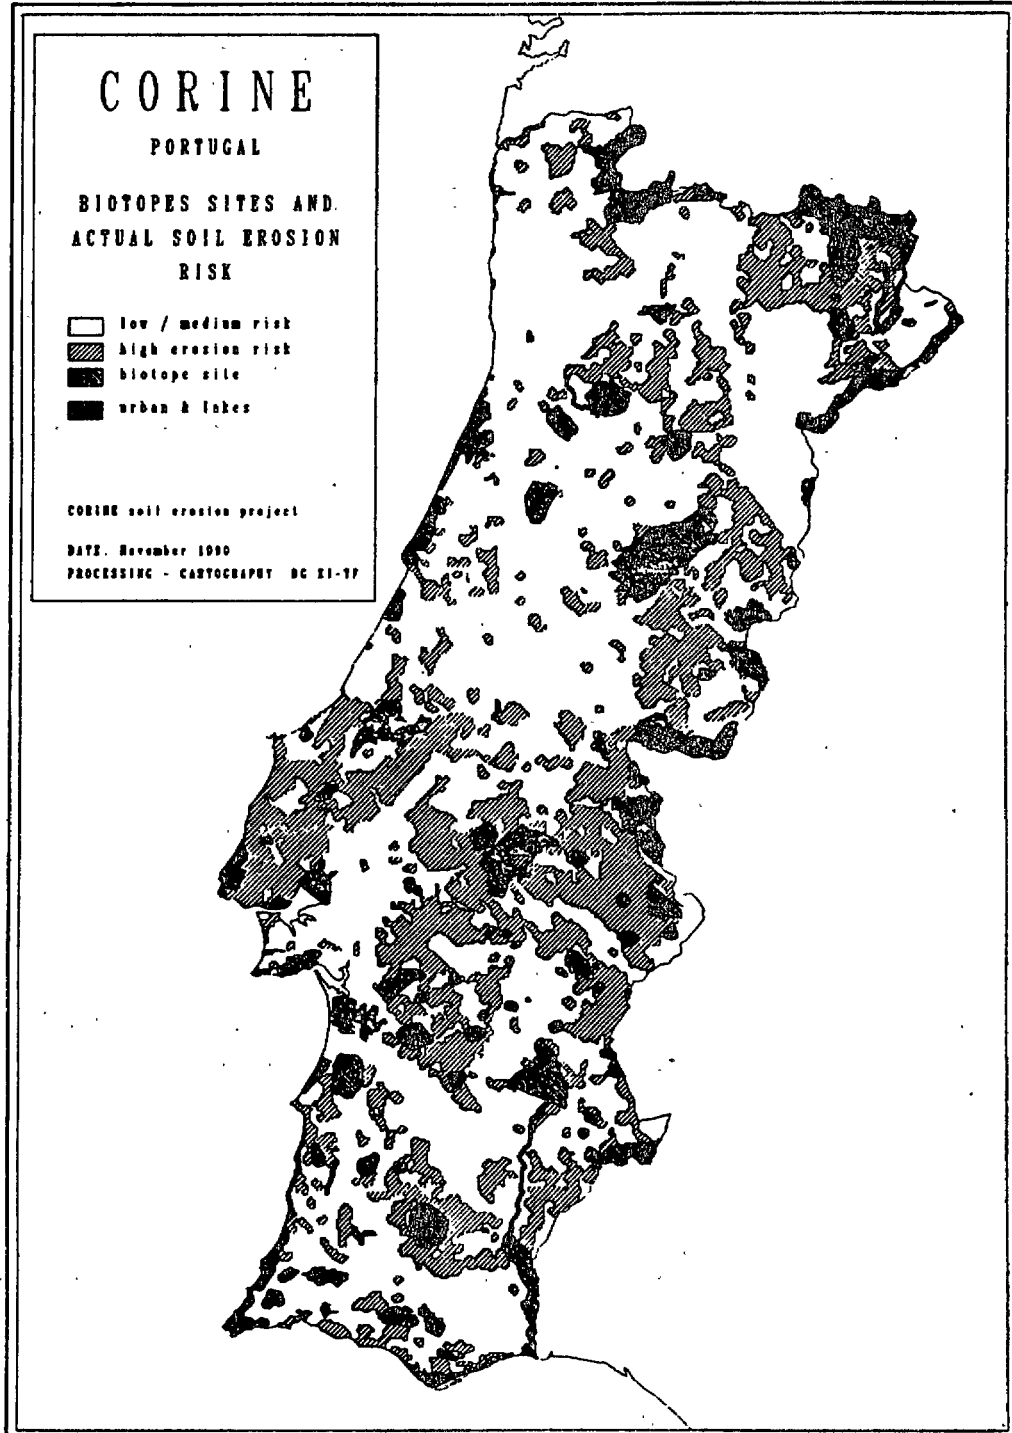 CORINE
PORTUGAL
BIOTOPES SITES AND
ACTUAL SOIL EROSION
RISK
low / medium risk
high erosion risk
biotope site
urban & lakes
CORINE soil erosion project
DATE. November 1990
PROCESSING - CARTOGRAPHY DG XI-TF